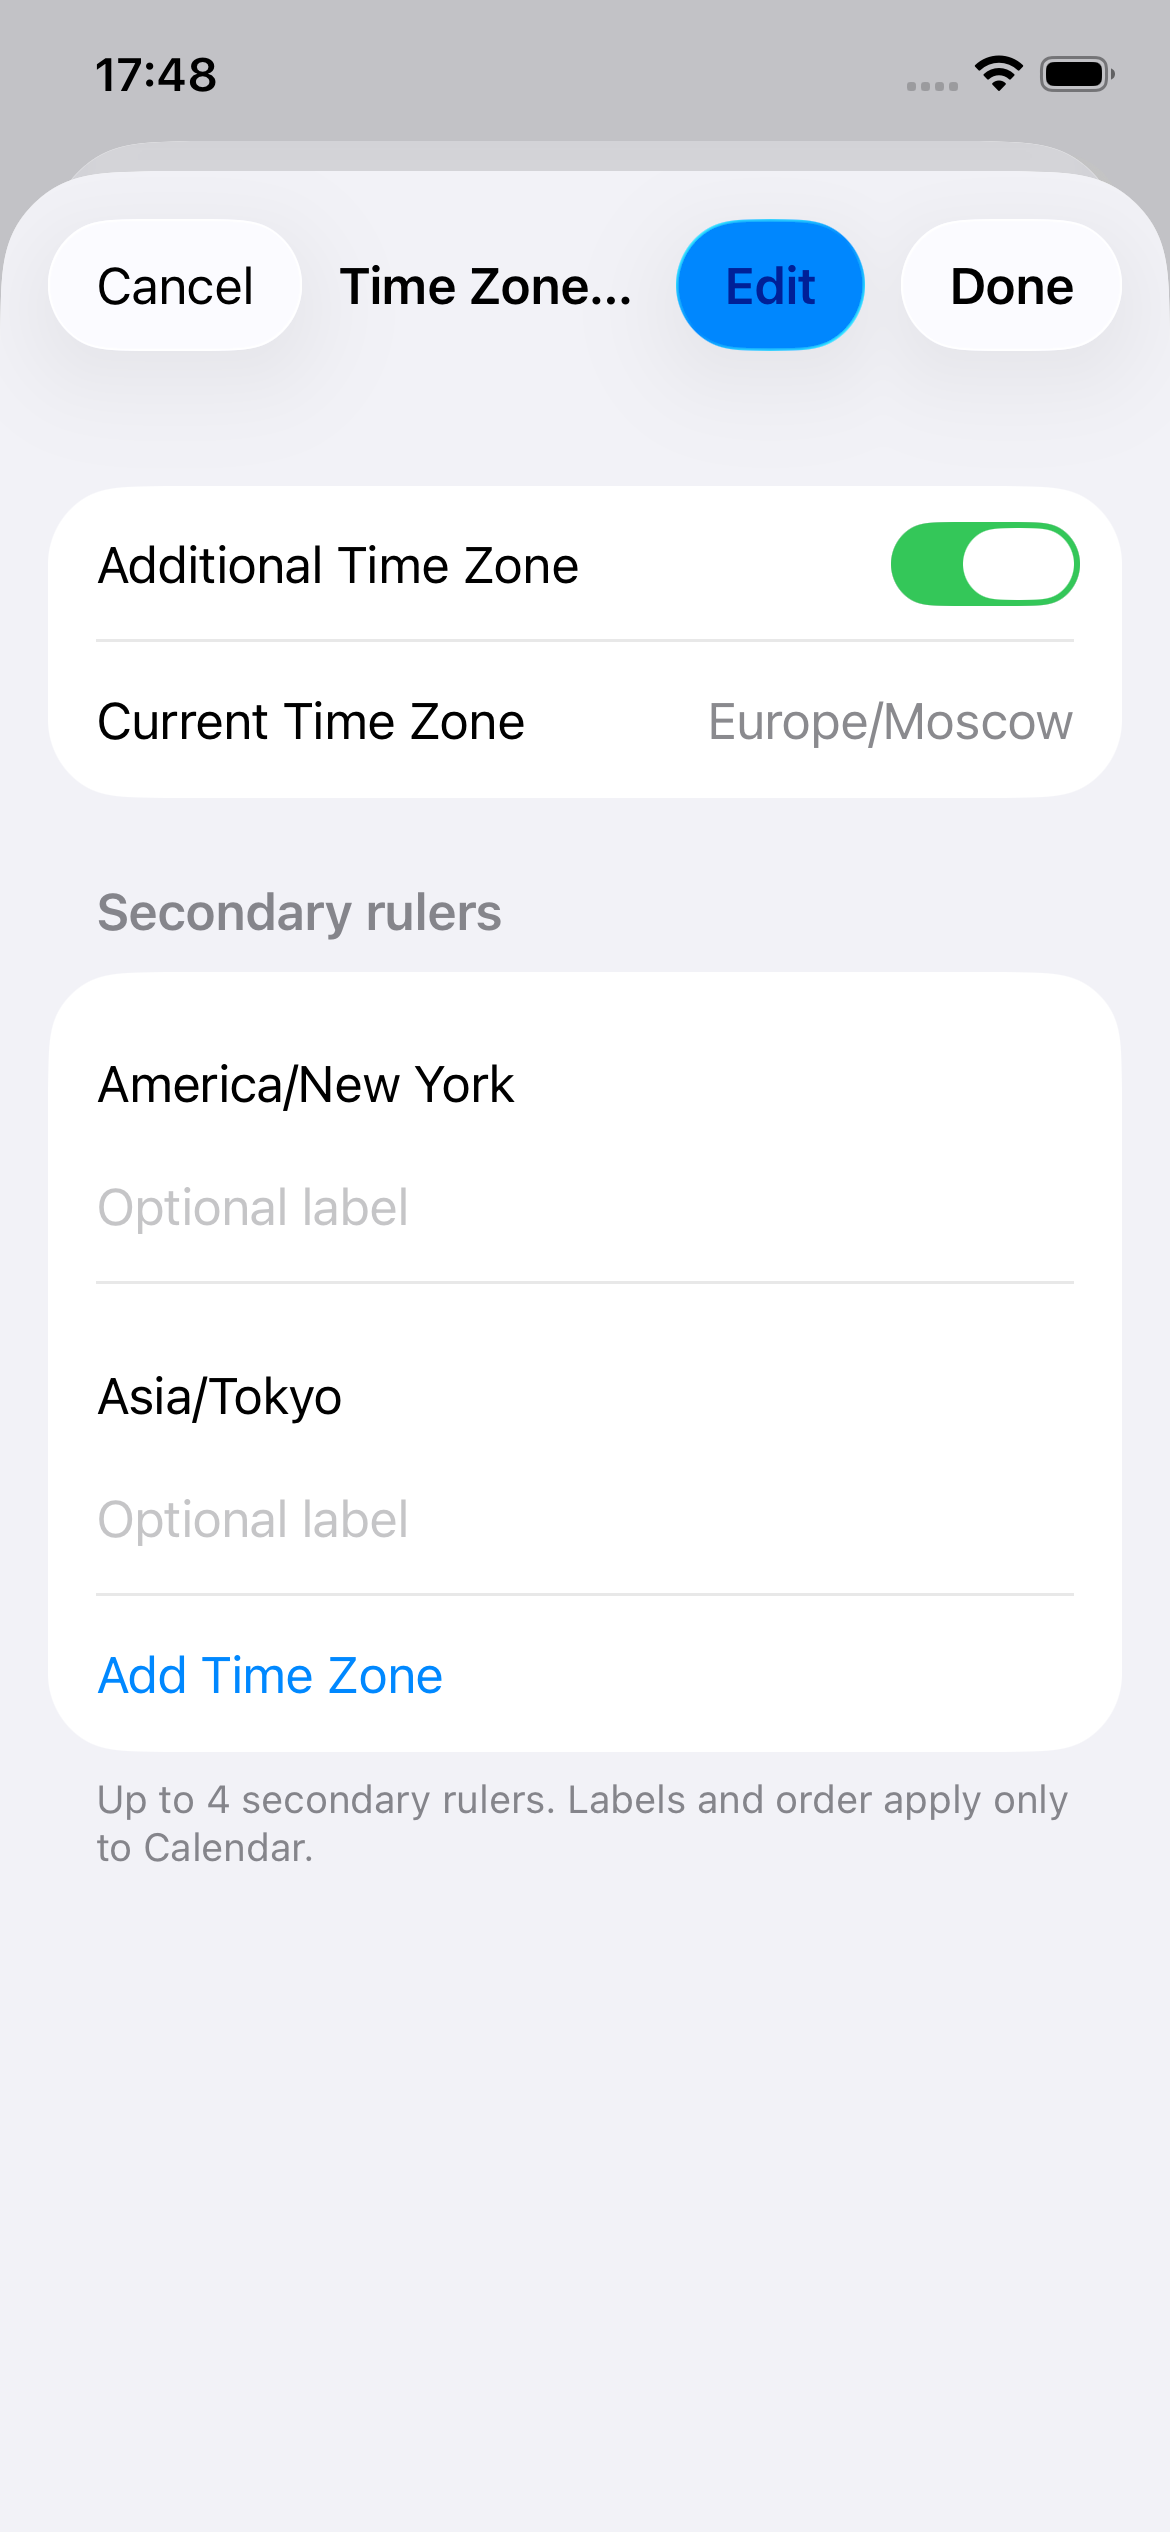 17:48
Cancel
Time Zone...
Edit
Done
Additional Time Zone
Current Time Zone
Europe/Moscow
Secondary rulers
America/New York
Optional label
Asia/Tokyo
Optional label
Add Time Zone
Up to 4 secondary rulers. Labels and order apply only
to Calendar.